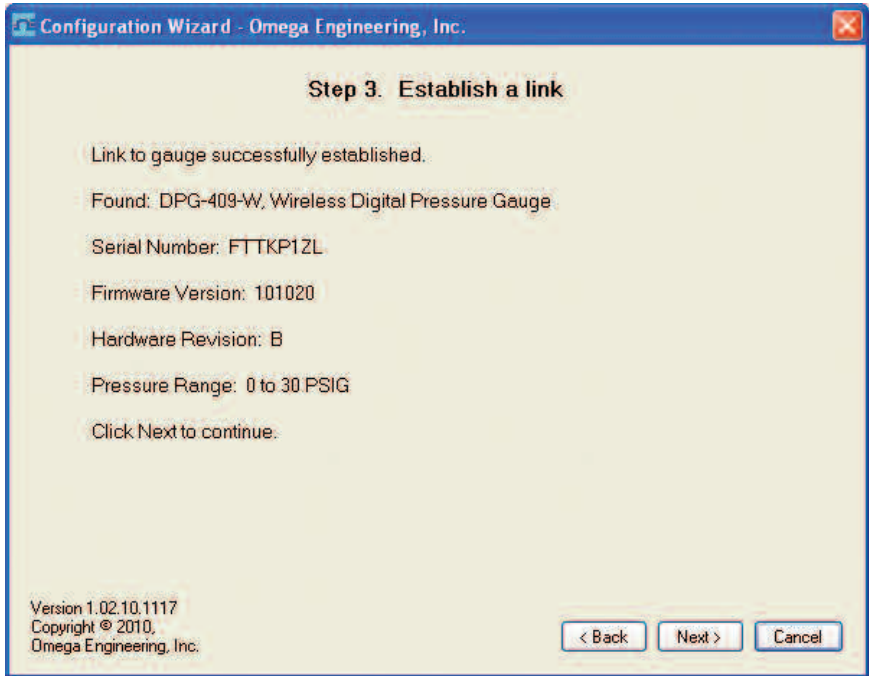 Configuration Wizard - Omega Engineering, Inc.
Step 3. Establish a link
Link to gauge successfully established.
Found: DPG-409-W, Wireless Digital Pressure Gauge
Serial Number: FTTKP1ZL
Firmware Version: 101020
Hardware Revision: B
Pressure Range: 0 to 30 PSIG
Click Next to continue.
Version 1.02.10.1117
Copyright © 2010,
Omega Engineering, Inc.
< Back Next > Cancel